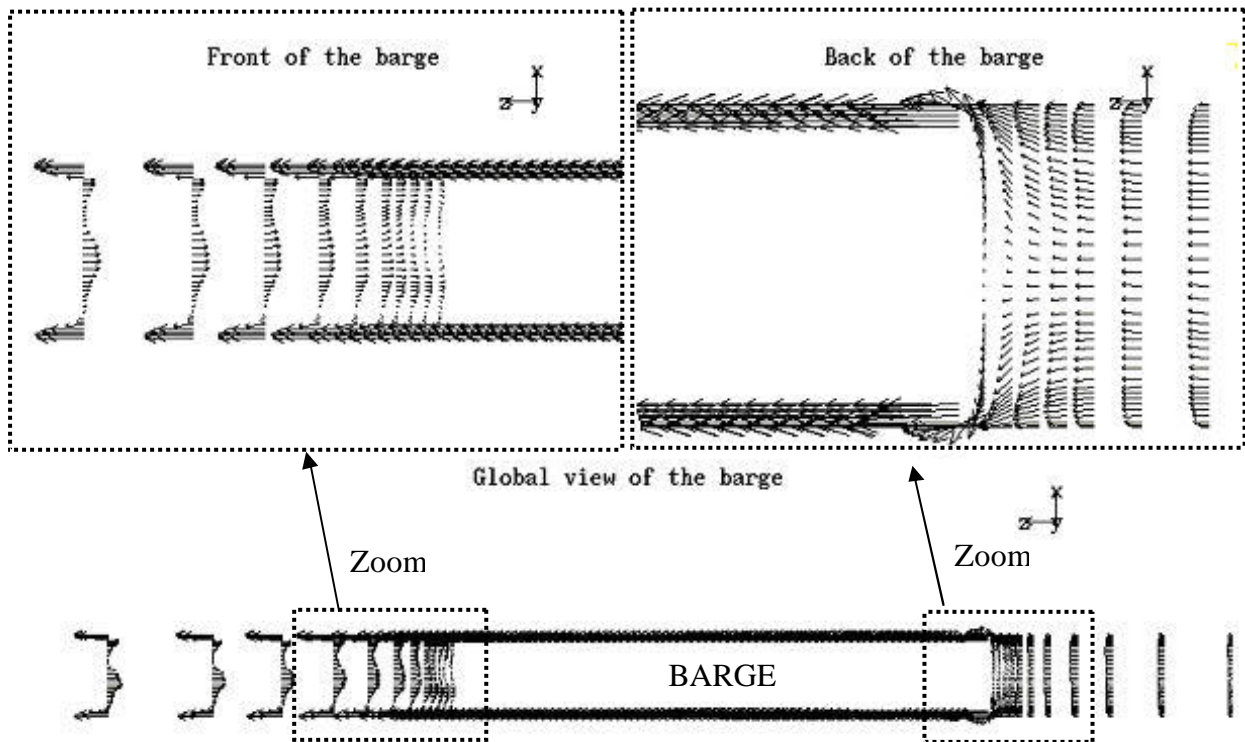 Front of the barge
x
z
y
Back of the barge
x
z
y
Global view of the barge
x
z
y
Zoom
Zoom
BARGE